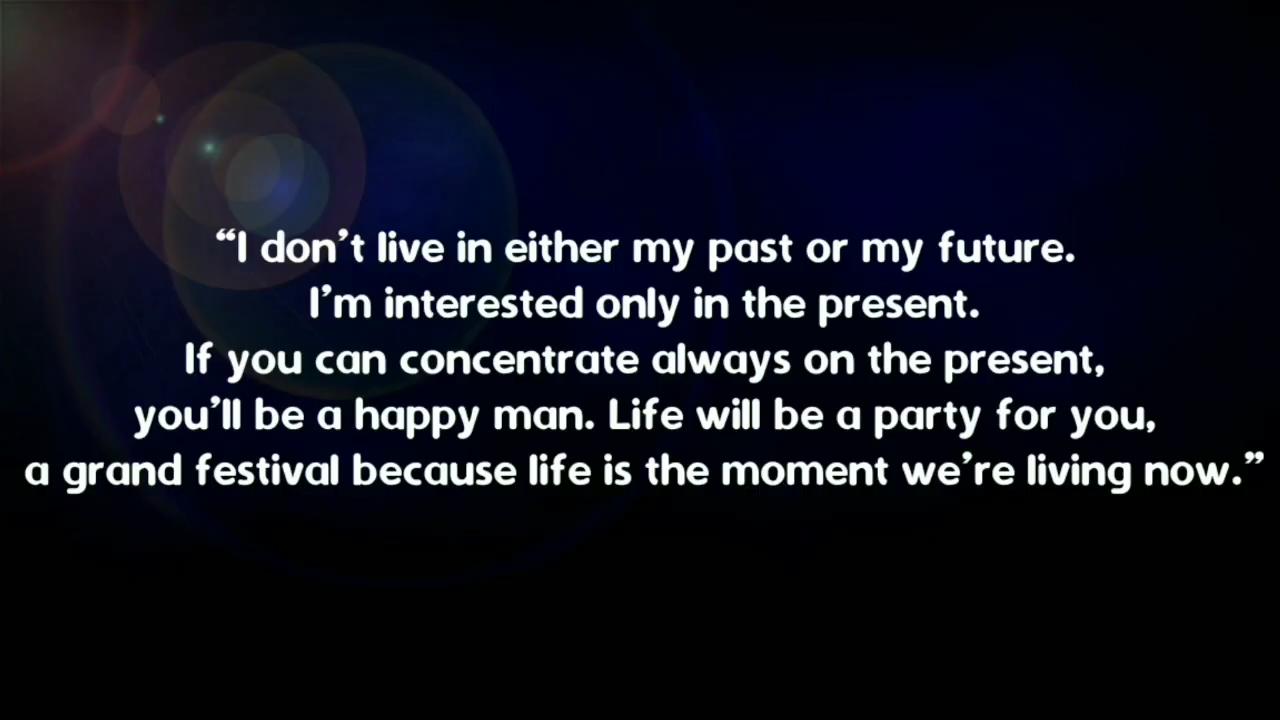 “I don’t live in either my past or my future.
I’m interested only in the present.
If you can concentrate always on the present,
you’ll be a happy man. Life will be a party for you,
a grand festival because life is the moment we’re living now.”